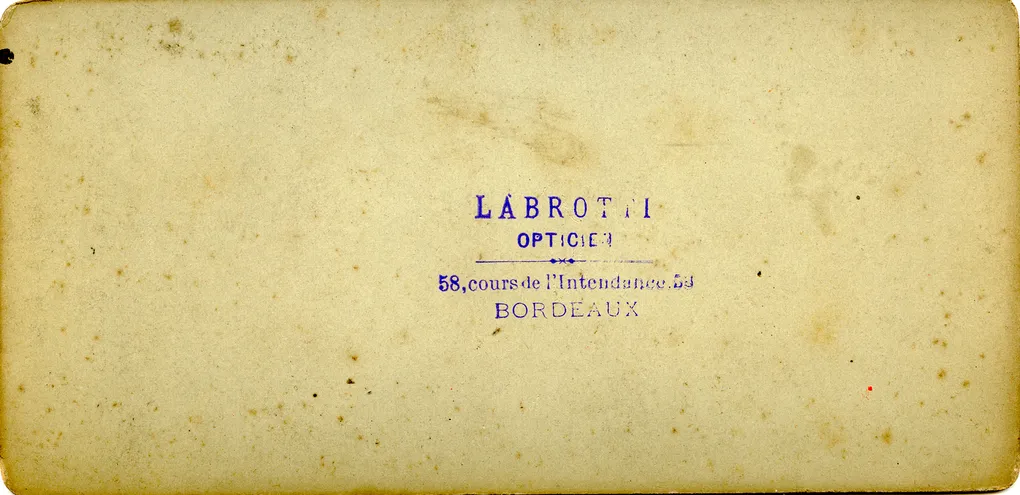 LABROTTI
OPTICIEN
58, cours de l'Intendance, 58
BORDEAUX